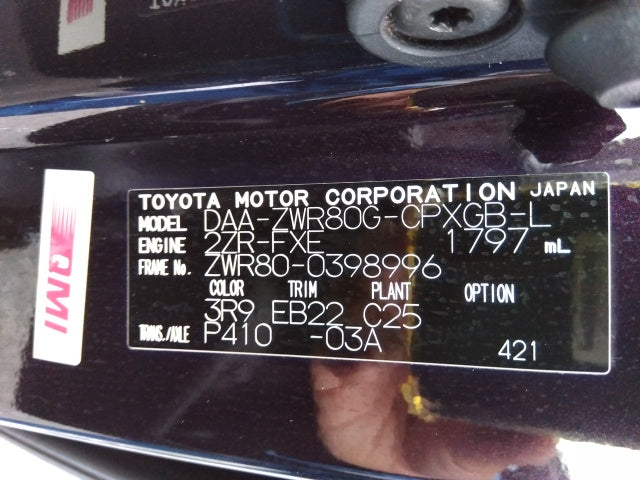 TOYOTA MOTOR CORPORATION JAPAN
MODEL DAA-ZWR80G-CPXGB-L
ENGINE 2ZR-FXE 1797 mL
FRAME No. ZWR80-0398996
COLOR TRIM PLANT OPTION
3R9 EB22 C25
TRANS./AXLE P410 -03A
421
RMI